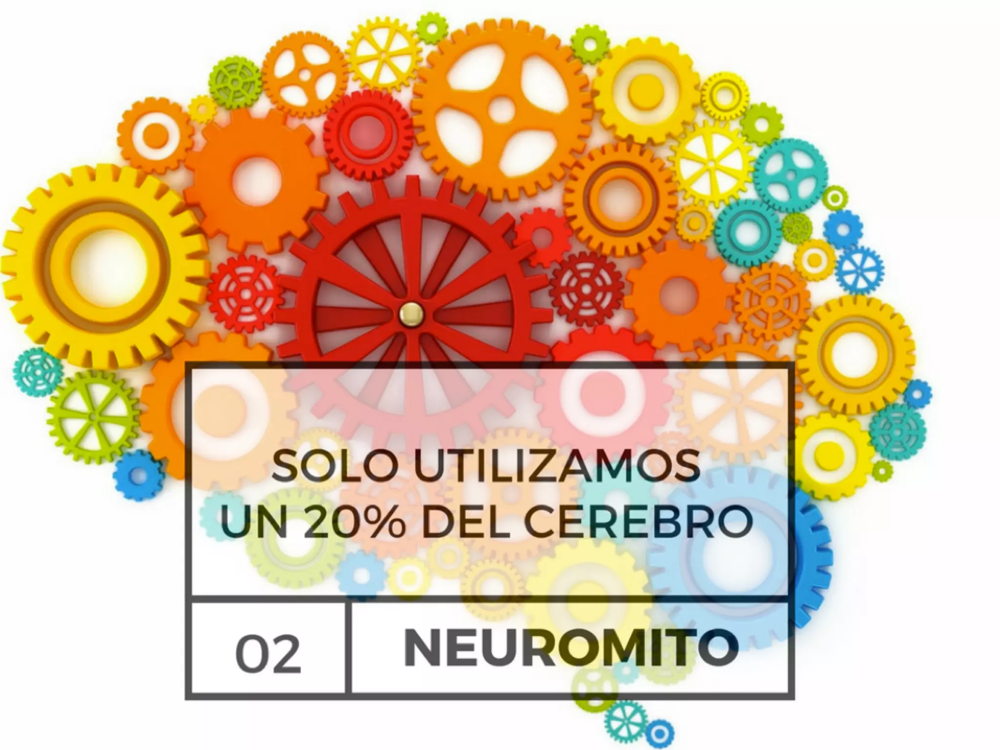 SOLO UTILIZAMOS
UN 20% DEL CEREBRO
02
NEUROMITO